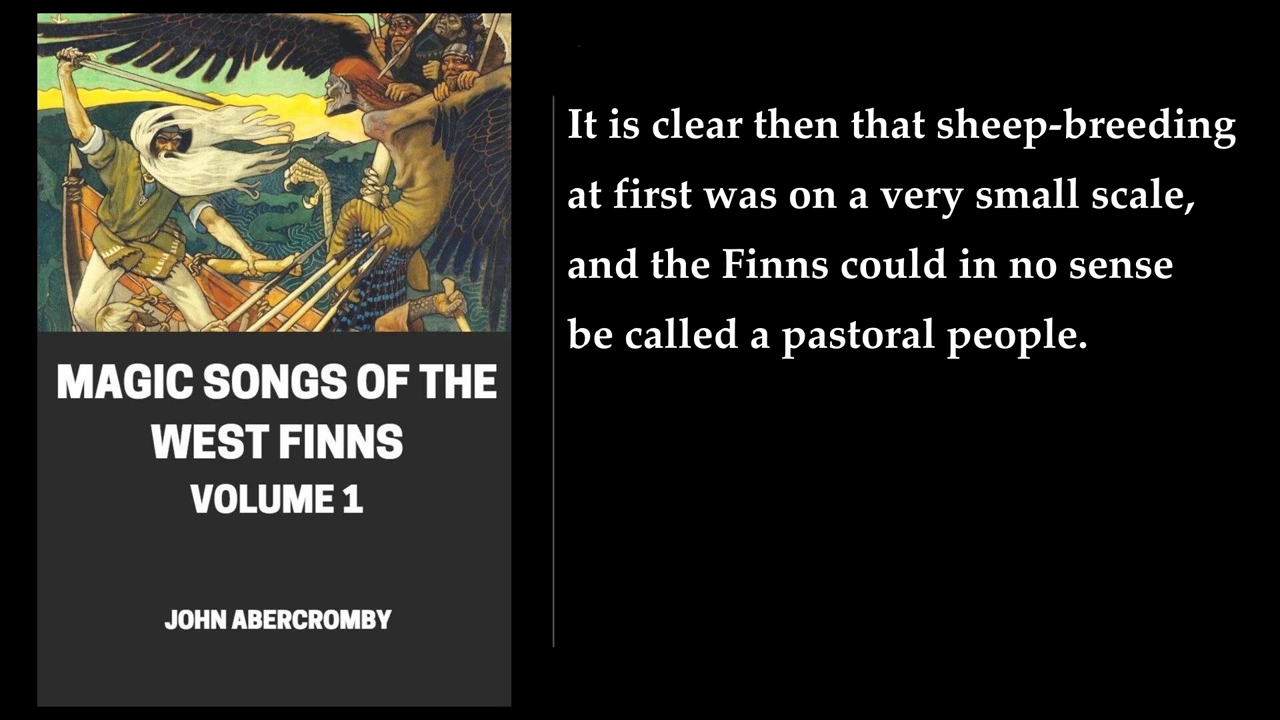 MAGIC SONGS OF THE
WEST FINNS
VOLUME 1
JOHN ABERCROMBY
It is clear then that sheep-breeding
at first was on a very small scale,
and the Finns could in no sense
be called a pastoral people.